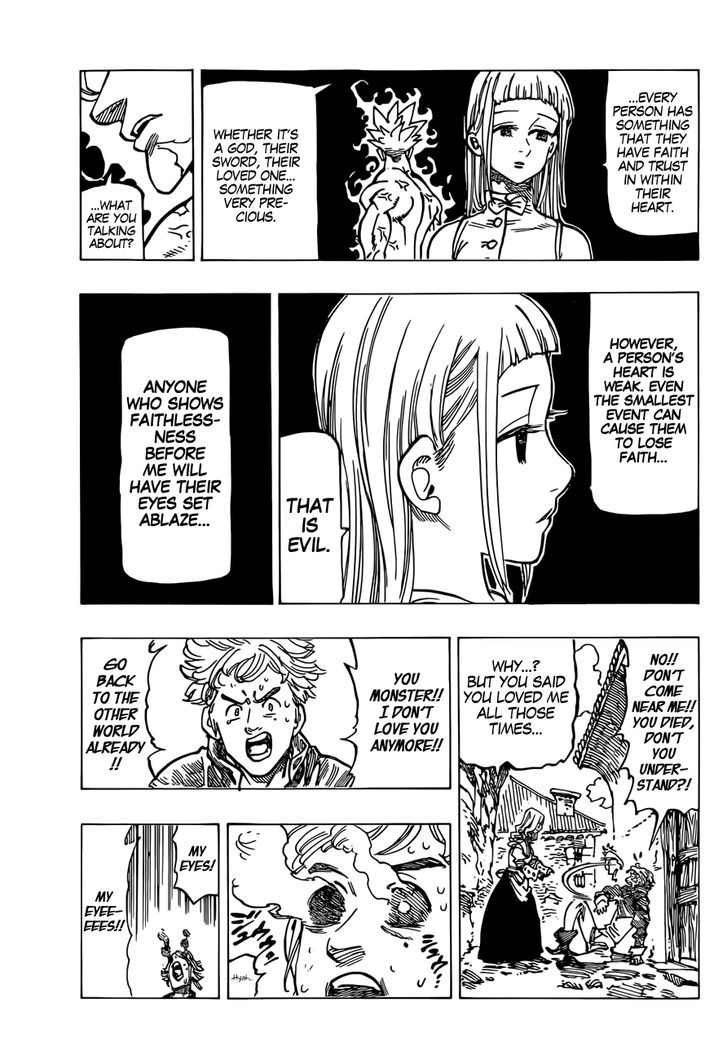 ...EVERY
PERSON HAS
SOMETHING
THAT THEY
HAVE FAITH
AND TRUST
IN WITHIN
THEIR
HEART.
WHETHER IT'S
A GOD, THEIR
SWORD, THEIR
LOVED ONE...
SOMETHING
VERY PRE-
CIOUS.
...WHAT
ARE YOU
TALKING
ABOUT?
HOWEVER,
A PERSON'S
HEART IS
WEAK. EVEN
THE SMALLEST
EVENT CAN
CAUSE THEM
TO LOSE
FAITH...
THAT
IS
EVIL.
ANYONE
WHO SHOWS
FAITHLESS-
NESS
BEFORE
ME WILL
HAVE THEIR
EYES SET
ABLAZE...
NO!!
DON'T
COME
NEAR ME!!
YOU DIED,
DON'T
YOU
UNDER-
STAND?!
WHY...?
BUT YOU SAID
YOU LOVED ME
ALL THOSE
TIMES...
YOU
MONSTER!!
I DON'T
LOVE YOU
ANYMORE!!
GO
BACK
TO THE
OTHER
WORLD
ALREADY
!!
Hyah...
MY
EYES!
MY
EYEE-
EEES!!